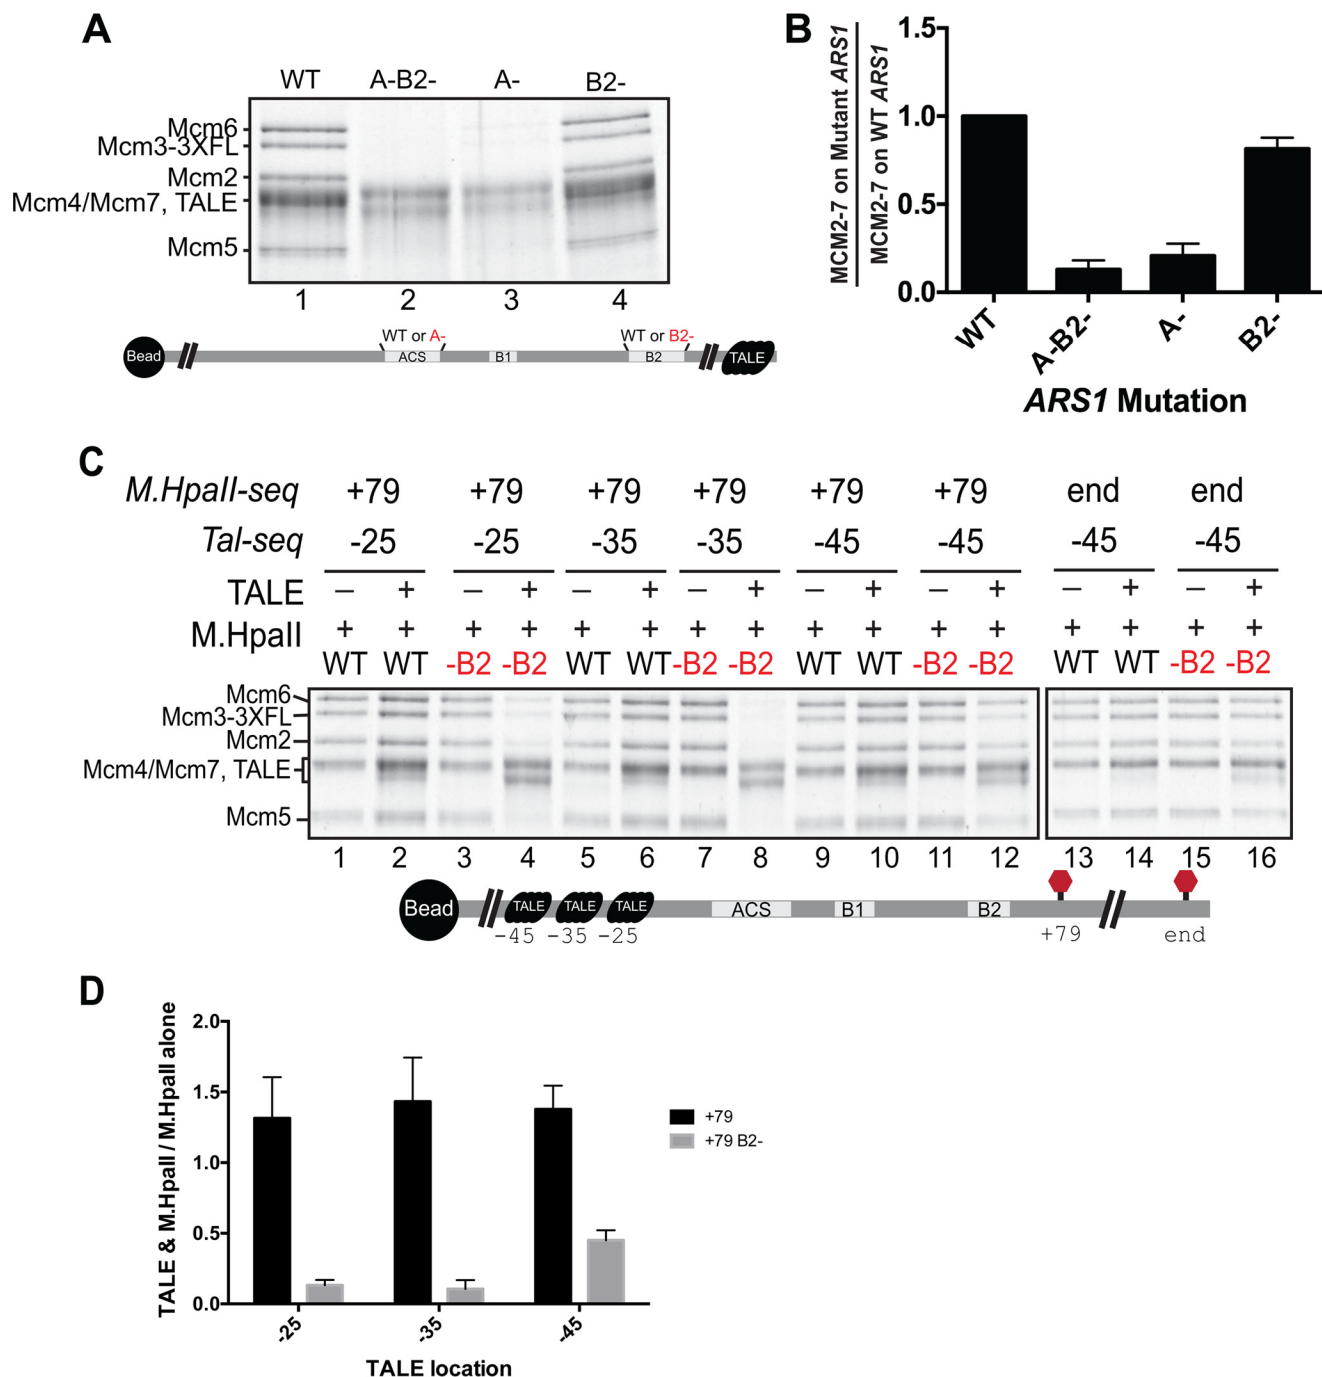 A
WT A-B2- A- B2-
Mcm6
Mcm3-3XFL
Mcm2
Mcm4/Mcm7, TALE
Mcm5
1 2 3 4
WT or A- WT or B2-
Bead ACS B1 B2 TALE
B
MCM2-7 on Mutant ARS1
MCM2-7 on WT ARS1
1.5
1.0
0.5
0.0
WT A-B2- A- B2-
ARS1 Mutation
C
M.HpaII-seq +79 +79 +79 +79 +79 +79 end end
Tal-seq -25 -25 -35 -35 -45 -45 -45 -45
TALE – + – + – + – + – + – + – + – +
M.HpaII + + + + + + + + + + + + + + + +
WT WT -B2 -B2 WT WT -B2 -B2 WT WT -B2 -B2 WT WT -B2 -B2
Mcm6
Mcm3-3XFL
Mcm2
Mcm4/Mcm7, TALE
Mcm5
1 2 3 4 5 6 7 8 9 10 11 12 13 14 15 16
Bead TALE TALE TALE ACS B1 B2
-45 -35 -25 +79 end
D
TALE & M.HpaII / M.HpaII alone
2.0
1.5
1.0
0.5
0.0
+79
+79 B2-
-25 -35 -45
TALE location